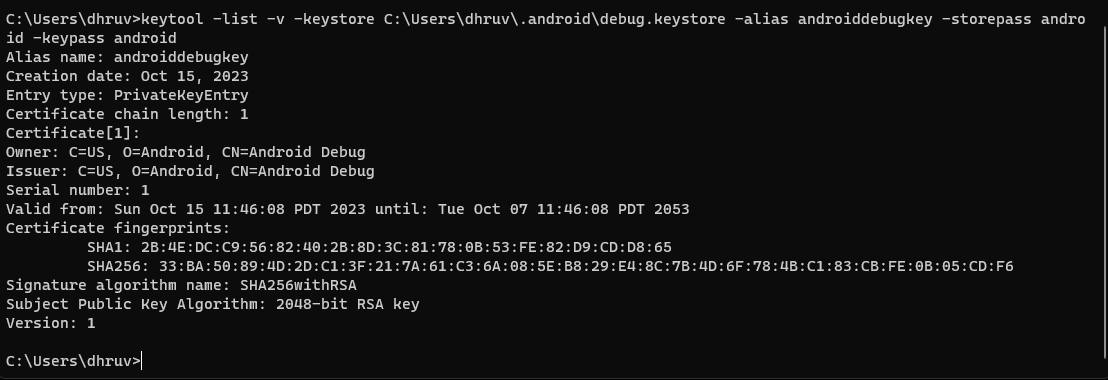 C:\Users\dhruv>keytool -list -v -keystore C:\Users\dhruv\.android\debug.keystore -alias androiddebugkey -storepass andro
id -keypass android
Alias name: androiddebugkey
Creation date: Oct 15, 2023
Entry type: PrivateKeyEntry
Certificate chain length: 1
Certificate[1]:
Owner: C=US, O=Android, CN=Android Debug
Issuer: C=US, O=Android, CN=Android Debug
Serial number: 1
Valid from: Sun Oct 15 11:46:08 PDT 2023 until: Tue Oct 07 11:46:08 PDT 2053
Certificate fingerprints:
SHA1: 2B:4E:DC:C9:56:82:40:2B:8D:3C:81:78:0B:53:FE:82:D9:CD:D8:65
SHA256: 33:BA:50:89:4D:2D:C1:3F:21:7A:61:C3:6A:08:5E:B8:29:E4:8C:7B:4D:6F:78:4B:C1:83:CB:FE:0B:05:CD:F6
Signature algorithm name: SHA256withRSA
Subject Public Key Algorithm: 2048-bit RSA key
Version: 1
C:\Users\dhruv>